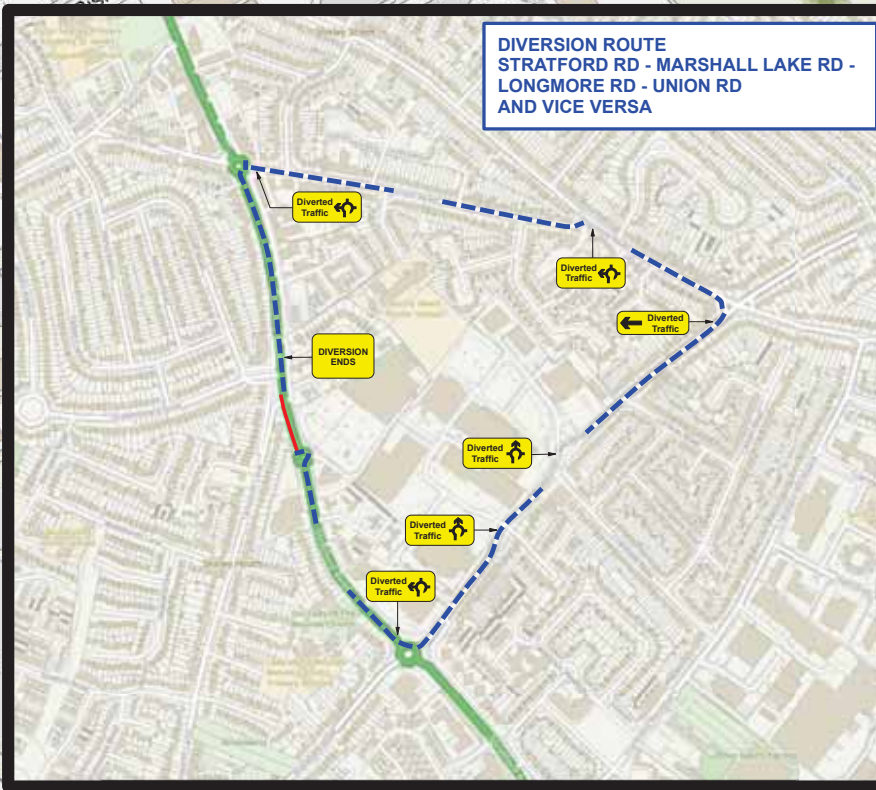 DIVERSION ROUTE
STRATFORD RD - MARSHALL LAKE RD -
LONGMORE RD - UNION RD
AND VICE VERSA
Diverted
Traffic
Diverted
Traffic
Diverted
Traffic
DIVERSION
ENDS
Diverted
Traffic
Diverted
Traffic
Diverted
Traffic